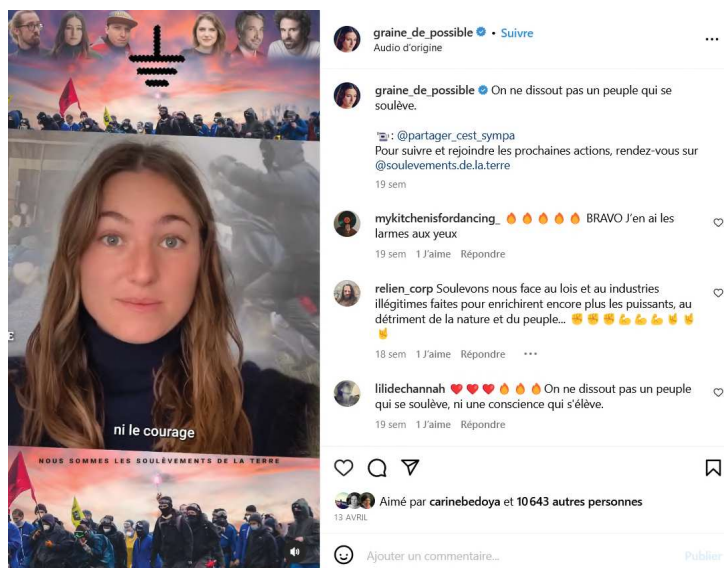 graine_de_possible • Suivre
Audio d'origine
graine_de_possible On ne dissout pas un peuple qui se
soulève.
: @partager_cest_sympa
Pour suivre et rejoindre les prochaines actions, rendez-vous sur
@soulevements.de.la.terre
19 sem
mykitchenisfordancing_ 🔥 🔥 🔥 🔥 🔥 BRAVO J'en ai les
larmes aux yeux
19 sem 1 J'aime Répondre
relien_corp Soulevons nous face au lois et au industries
illégitimes faites pour enrichirent encore plus les puissants, au
détriment de la nature et du peuple...
18 sem 1 J'aime Répondre
lilidechannah ❤️ ❤️ ❤️ 🔥 🔥 🔥 On ne dissout pas un peuple
qui se soulève, ni une conscience qui s'élève.
19 sem 1 J'aime Répondre
Aimé par carinebedoya et 10 643 autres personnes
13 AVRIL
Ajouter un commentaire...
Publier
ni le courage
NOUS SOMMES LES SOULÈVEMENTS DE LA TERRE